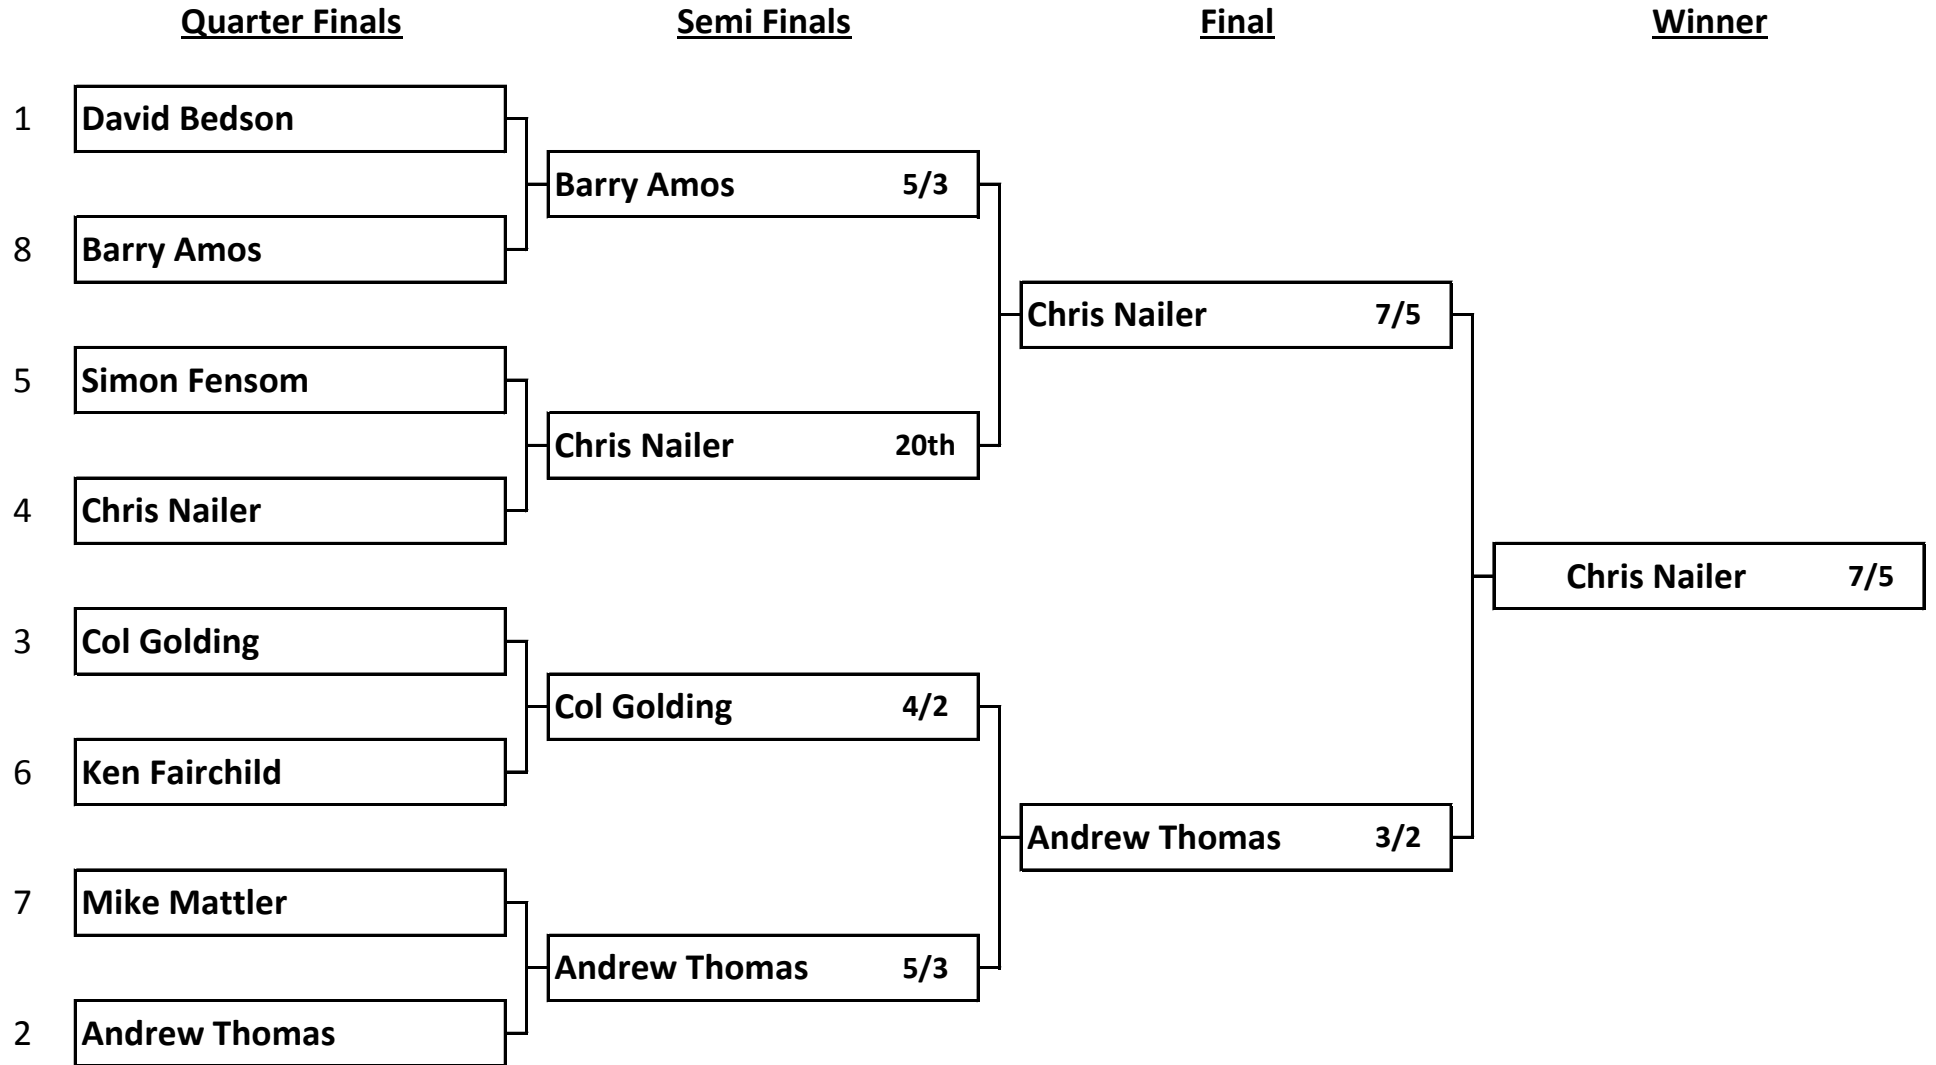 Quarter Finals Semi Finals Final Winner
1 David Bedson
Barry Amos 5/3
8 Barry Amos
Chris Nailer 7/5
5 Simon Fensom
Chris Nailer 20th
4 Chris Nailer
Chris Nailer 7/5
3 Col Golding
Col Golding 4/2
6 Ken Fairchild
Andrew Thomas 3/2
7 Mike Mattler
Andrew Thomas 5/3
2 Andrew Thomas